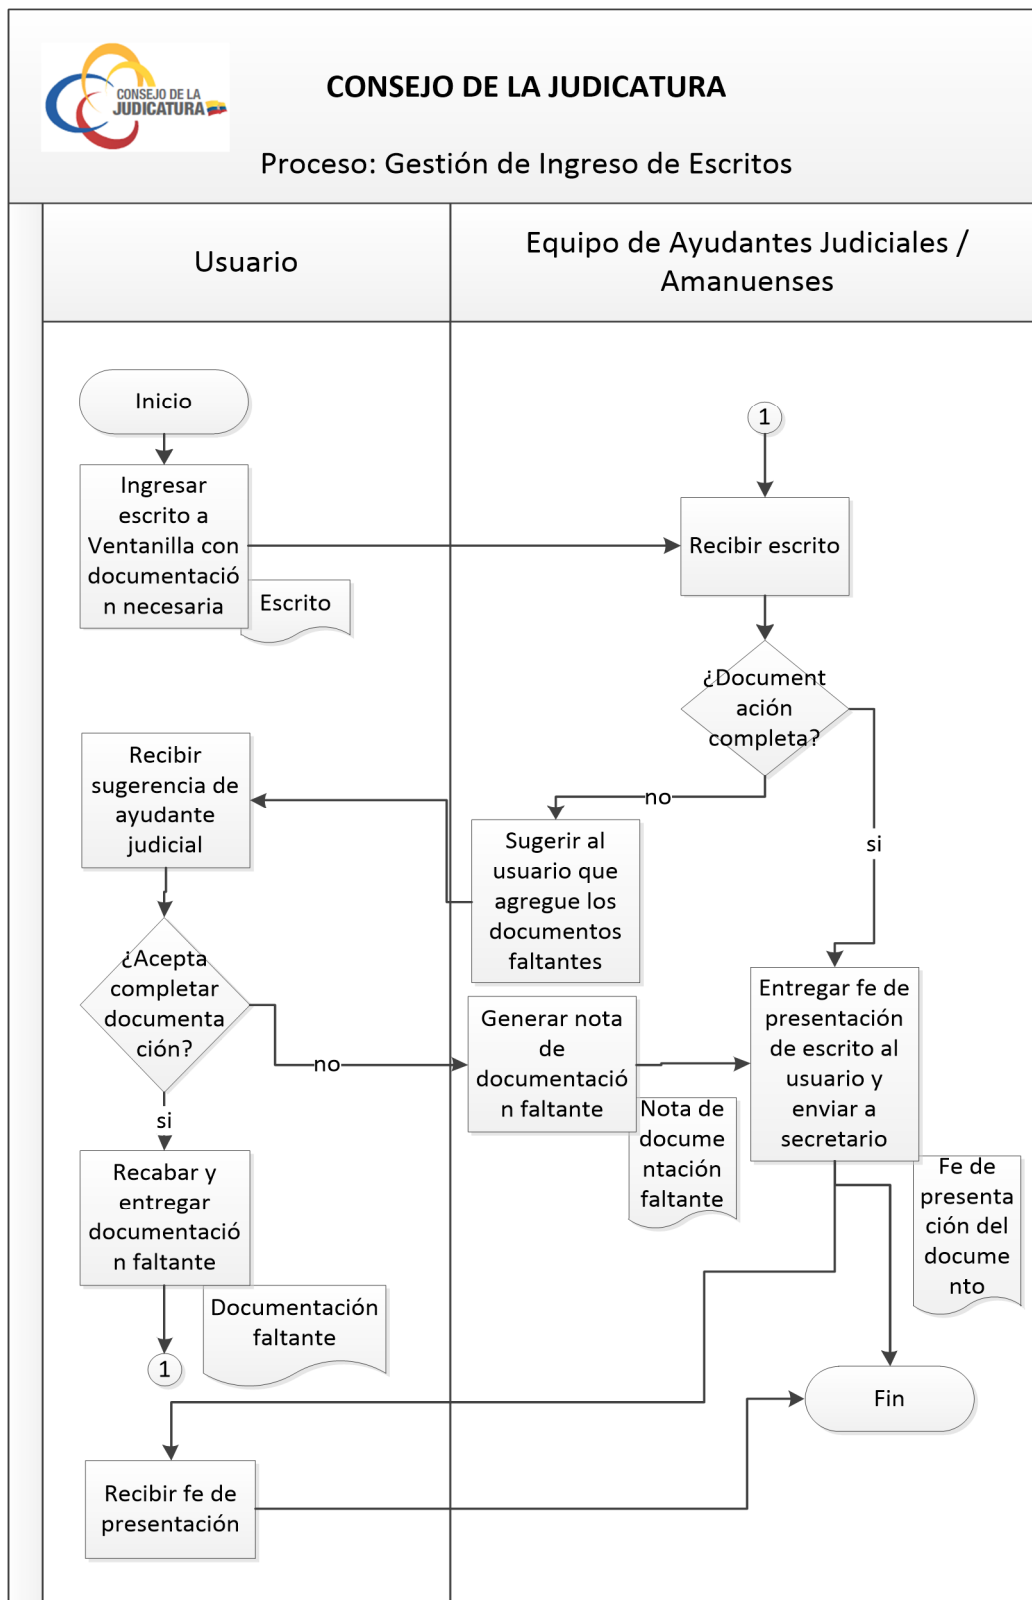 CONSEJO DE LA
JUDICATURA
CONSEJO DE LA JUDICATURA
Proceso: Gestión de Ingreso de Escritos
Usuario
Equipo de Ayudantes Judiciales /
Amanuenses
Inicio
1
Ingresar
escrito a
Ventanilla con
documentació
n necesaria
Escrito
Recibir escrito
¿Document
ación
completa?
no
si
Recibir
sugerencia de
ayudante
judicial
Sugerir al
usuario que
agregue los
documentos
faltantes
¿Acepta
completar
documenta
ción?
no
si
Generar nota
de
documentació
n faltante
Nota de
docume
ntación
faltante
Entregar fe de
presentación
de escrito al
usuario y
enviar a
secretario
Fe de
presenta
ción del
docume
nto
Recabar y
entregar
documentació
n faltante
Documentación
faltante
1
Fin
Recibir fe de
presentación